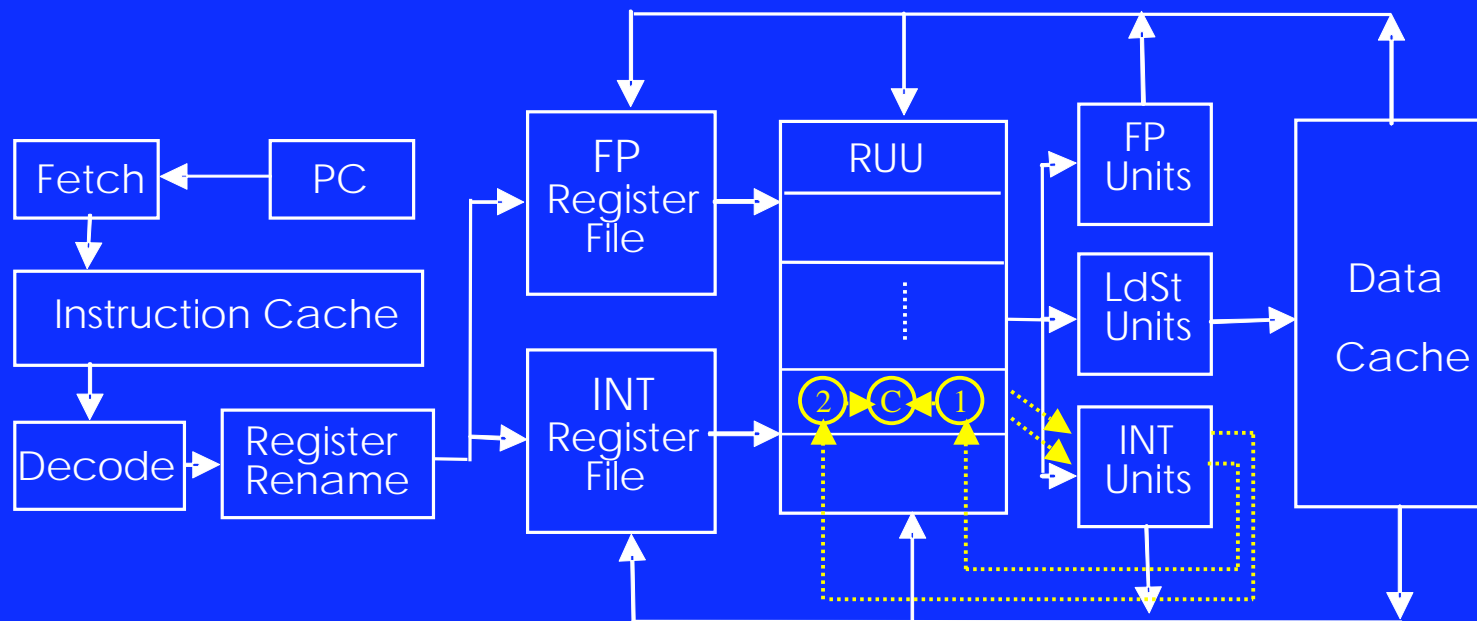 Fetch
PC
Instruction Cache
Decode
Register
Rename
FP
Register
File
INT
Register
File
RUU
2
C
1
FP
Units
LdSt
Units
INT
Units
Data
Cache